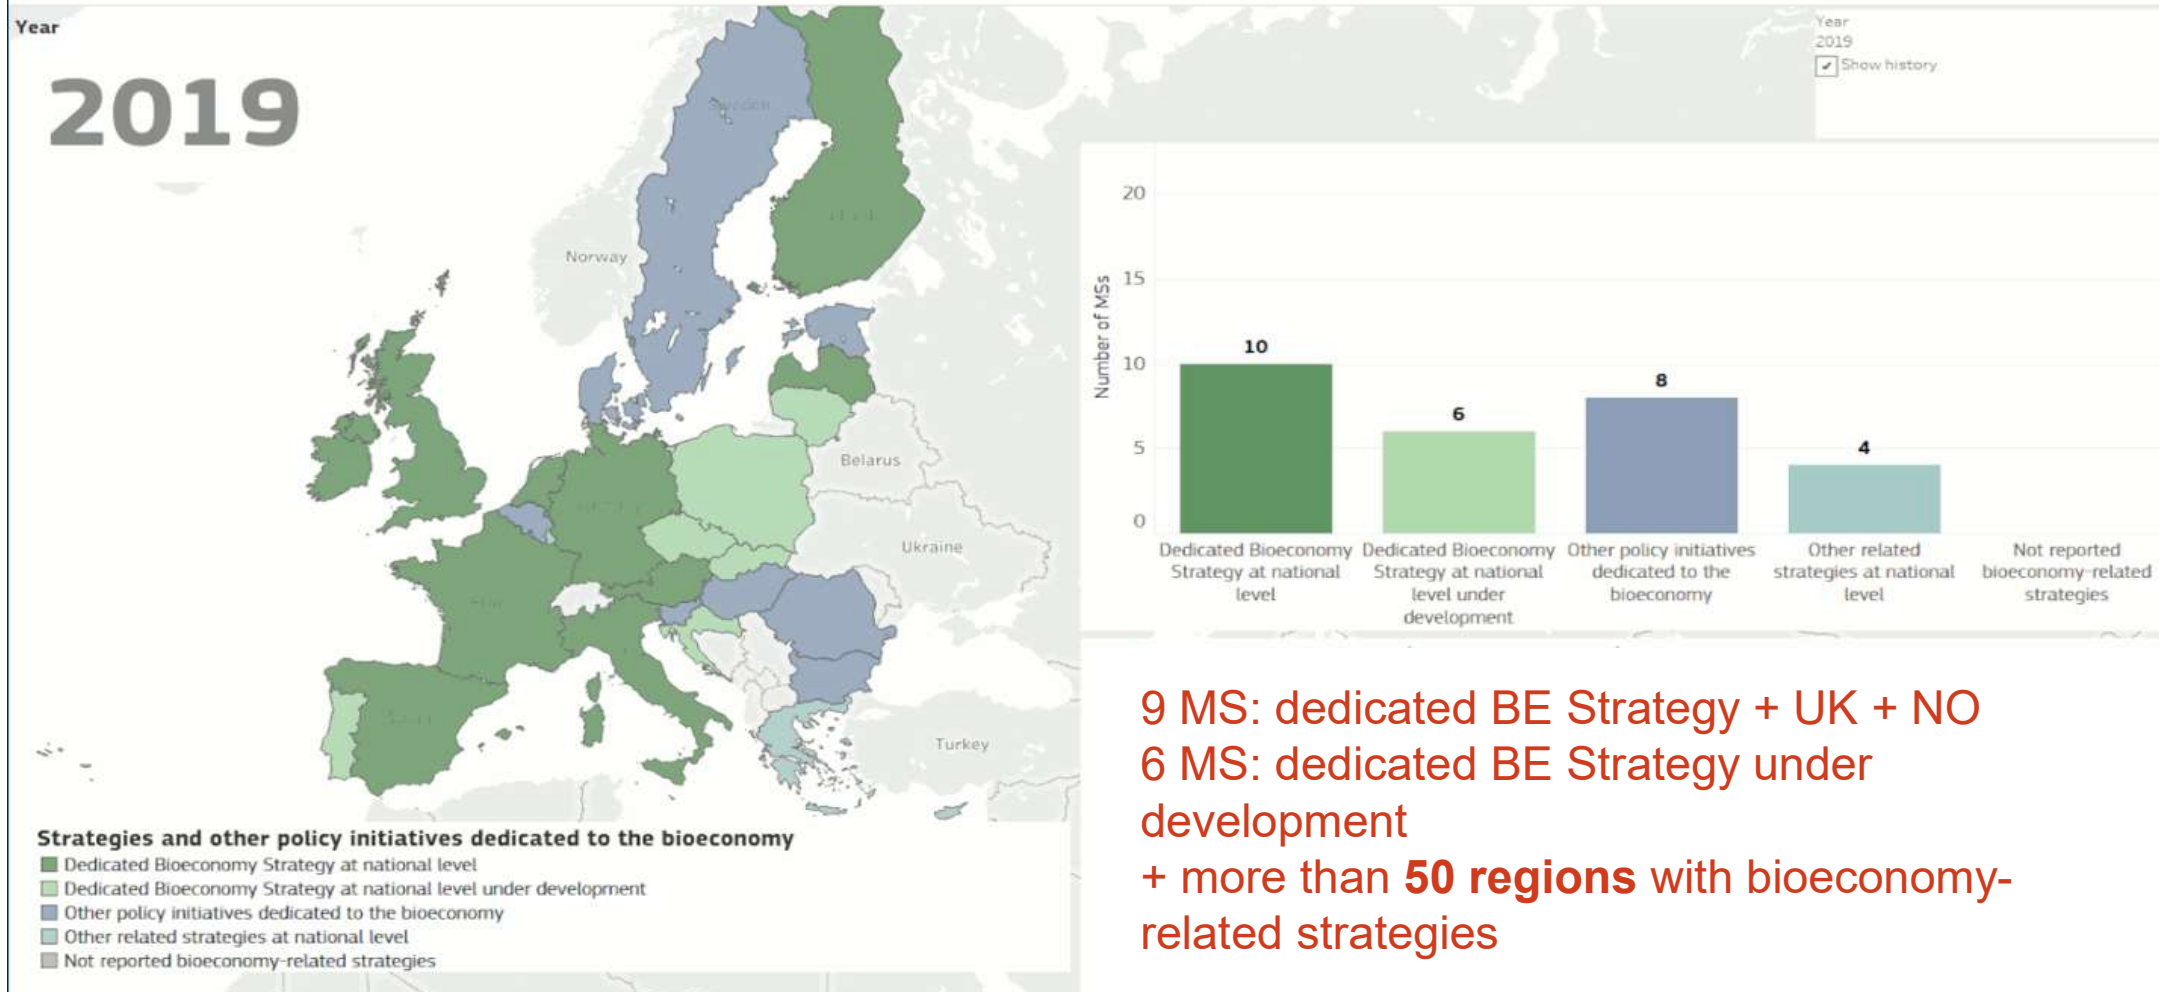 Year
2019
Year
2019
Show history
Norway
Belarus
Ukraine
Turkey
Number of MSs
20
15
10
5
0
10
6
8
4
Dedicated Bioeconomy
Strategy at national
level
Dedicated Bioeconomy
Strategy at national
level under
development
Other policy initiatives
dedicated to the
bioeconomy
Other related
strategies at national
level
Not reported
bioeconomy-related
strategies
9 MS: dedicated BE Strategy + UK + NO
6 MS: dedicated BE Strategy under
development
+ more than 50 regions with bioeconomy-
related strategies
Strategies and other policy initiatives dedicated to the bioeconomy
Dedicated Bioeconomy Strategy at national level
Dedicated Bioeconomy Strategy at national level under development
Other policy initiatives dedicated to the bioeconomy
Other related strategies at national level
Not reported bioeconomy-related strategies